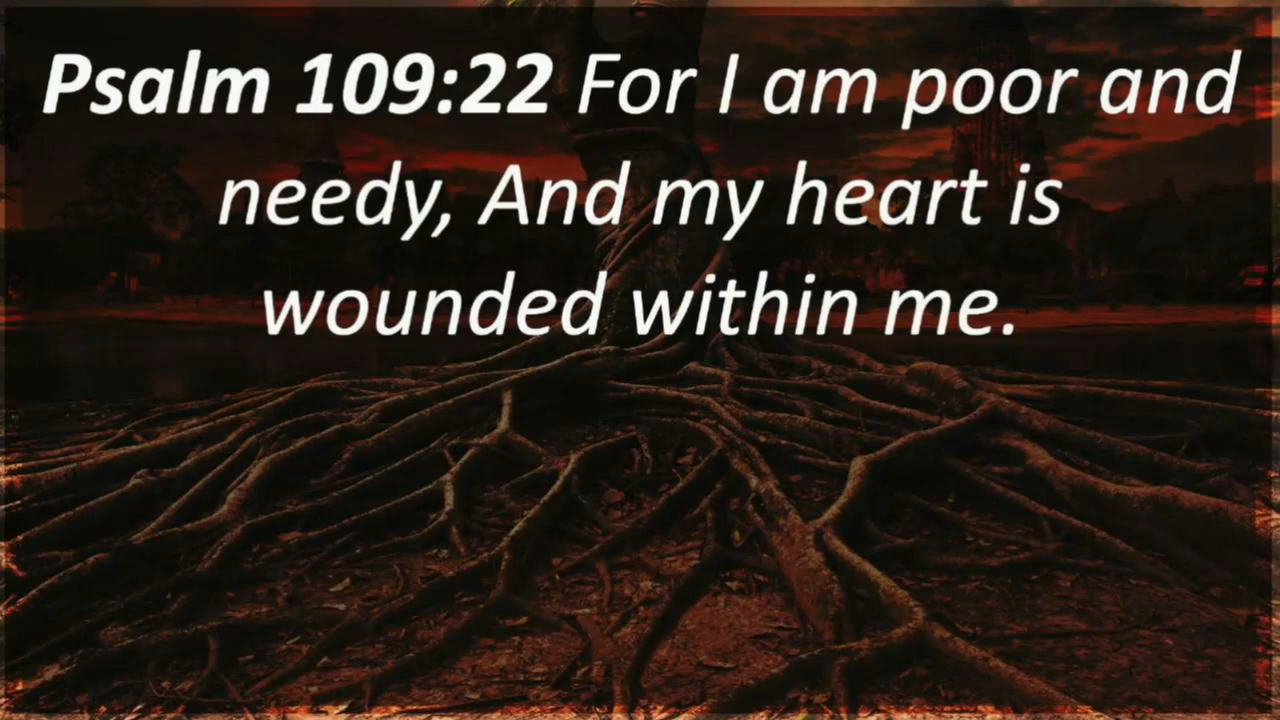 Psalm 109:22 For I am poor and
needy, And my heart is
wounded within me.